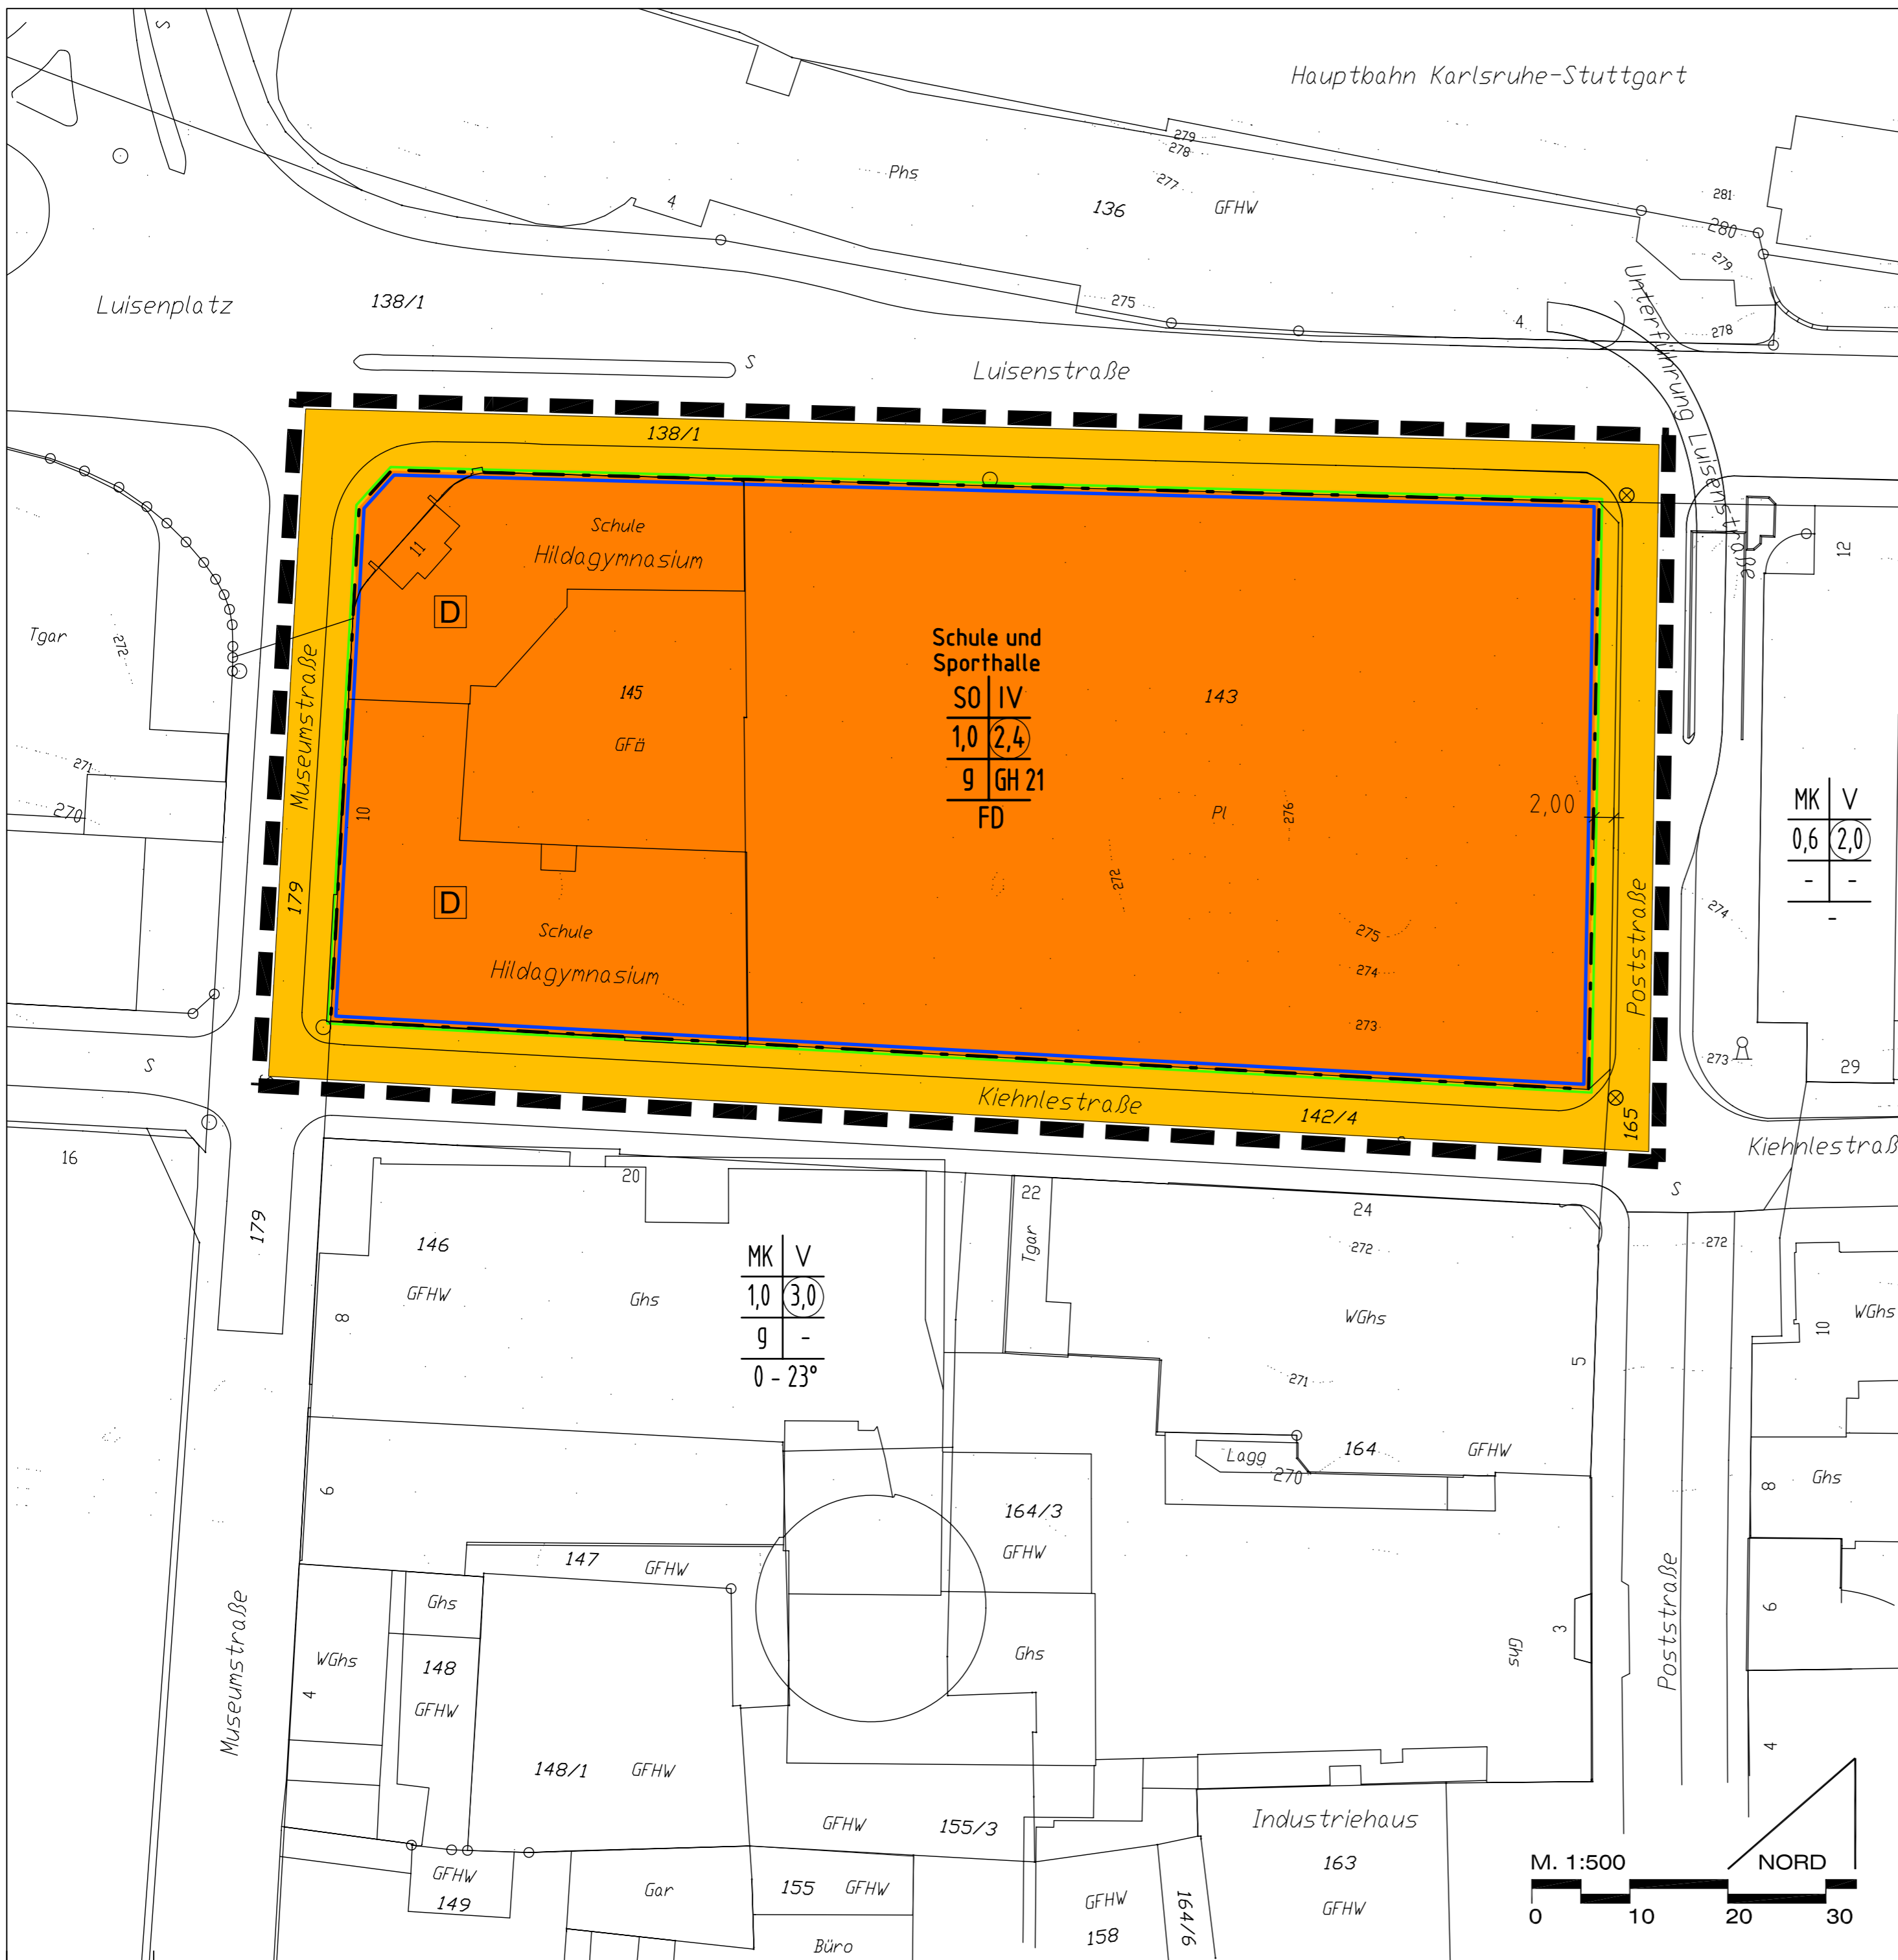 Hauptbahn Karlsruhe-Stuttgart
S
Phs
4
136
GFHW
279
278
277
281
280
279
278
275
4
Luisenplatz
138/1
S
Luisenstraße
Unterführung Luisenstraße
138/1
Schule
Hildagymnasium
11
D
145
GFÖ
10
D
Schule
Hildagymnasium
Schule und
Sporthalle
SO IV
1,0 2,4
g GH 21
FD
143
Pl
276
272
275
274
273
2,00
Museumstraße
179
Tgar
272
271
270
12
MK V
0,6 2,0
- -
-
274
Poststraße
273
29
165
Kiehnlestraße
142/4
S
Kiehnlestraß
S
S
16
179
20
146
GFHW
Ghs
8
MK V
1,0 3,0
g -
0 - 23°
22
Tgar
24
272
WGhs
5
271
272
10
WGhs
Lagg
270
164
GFHW
8
Ghs
6
164/3
GFHW
147
GFHW
Ghs
WGhs
4
148
GFHW
Ghs
Ghs
3
6
4
Museumstraße
Poststraße
148/1
GFHW
GFHW
155/3
Industriehaus
163
GFHW
GFHW
149
Gar
155
GFHW
Büro
GFHW
158
164/6
M. 1:500
NORD
0 10 20 30